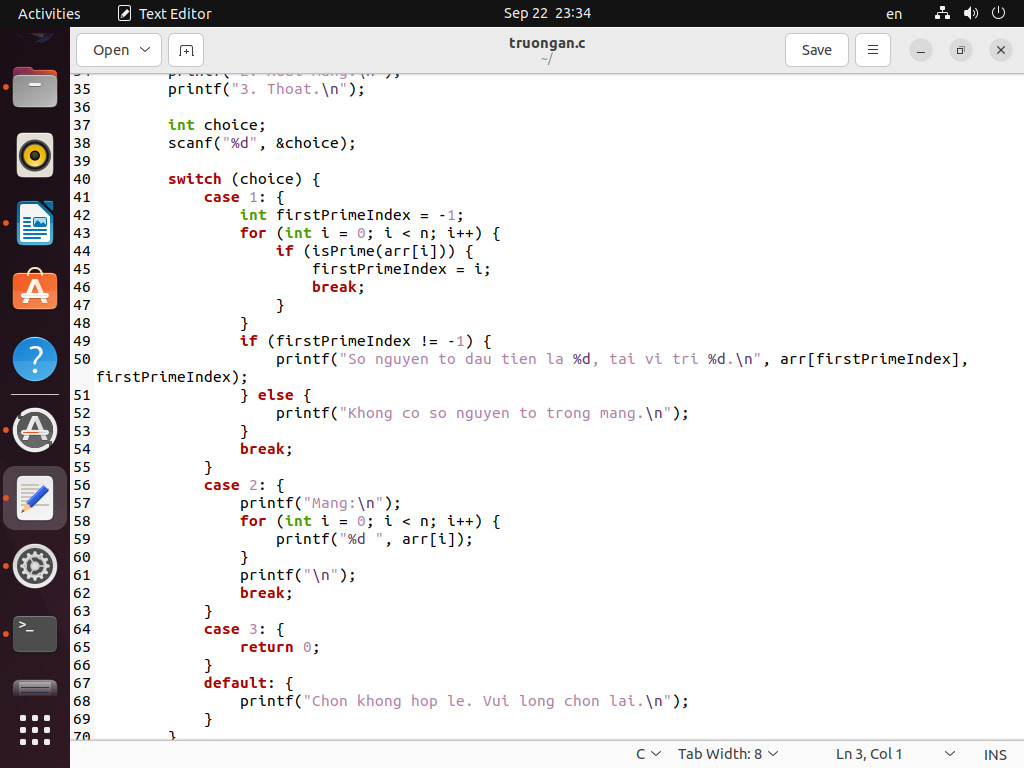 Activities Text Editor Sep 22 23:34 en
Open truongan.c Save
~/
34 printf("2. Xuat mang.\n");
35 printf("3. Thoat.\n");
36
37 int choice;
38 scanf("%d", &choice);
39
40 switch (choice) {
41 case 1: {
42 int firstPrimeIndex = -1;
43 for (int i = 0; i < n; i++) {
44 if (isPrime(arr[i])) {
45 firstPrimeIndex = i;
46 break;
47 }
48 }
49 if (firstPrimeIndex != -1) {
50 printf("So nguyen to dau tien la %d, tai vi tri %d.\n", arr[firstPrimeIndex],
firstPrimeIndex);
51 } else {
52 printf("Khong co so nguyen to trong mang.\n");
53 }
54 break;
55 }
56 case 2: {
57 printf("Mang:\n");
58 for (int i = 0; i < n; i++) {
59 printf("%d ", arr[i]);
60 }
61 printf("\n");
62 break;
63 }
64 case 3: {
65 return 0;
66 }
67 default: {
68 printf("Chon khong hop le. Vui long chon lai.\n");
69 }
70 }
C Tab Width: 8 Ln 3, Col 1 INS